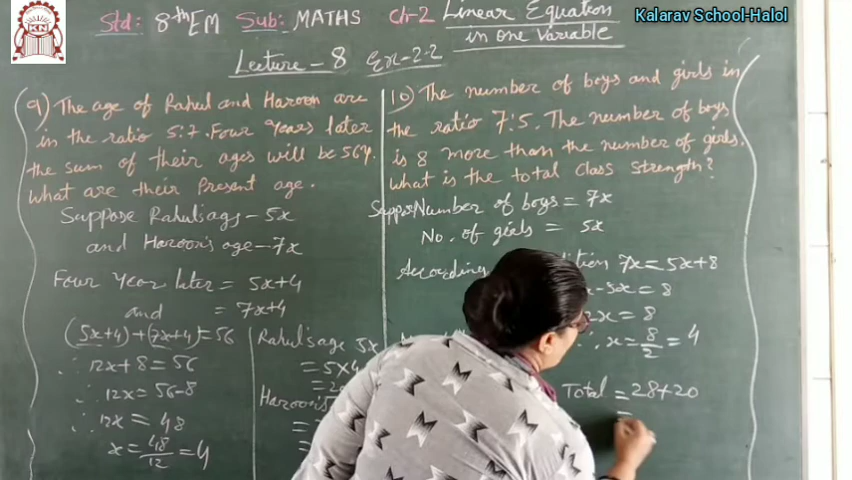 Std: 8th EM Sub: MATHS Ch-2 Linear Equation in one Variable
Kalarav School-Halol
KN
Lecture - 8 Ex-2.2
9) The age of Rahul and Haroon are
in the ratio 5:7. Four years later
the sum of their ages will be 56y.
What are their Present age.
Suppose Rahul's age - 5x
and Haroon's age - 7x
Four Year later = 5x+4
and = 7x+4
(5x+4)+(7x+4)=56
∴ 12x+8=56
∴ 12x=56-8
∴ 12x=48
x=48/12=4
Rahul's age 5x
=5×4
Haroon's
10) The number of boys and girls in
the ratio 7:5. The number of boys
is 8 more than the number of girls.
What is the total class strength?
Suppose Number of boys = 7x
No. of girls = 5x
According 7x=5x+8
-5x=8
2x=8
∴ x=8/2=4
Total =28+20
=